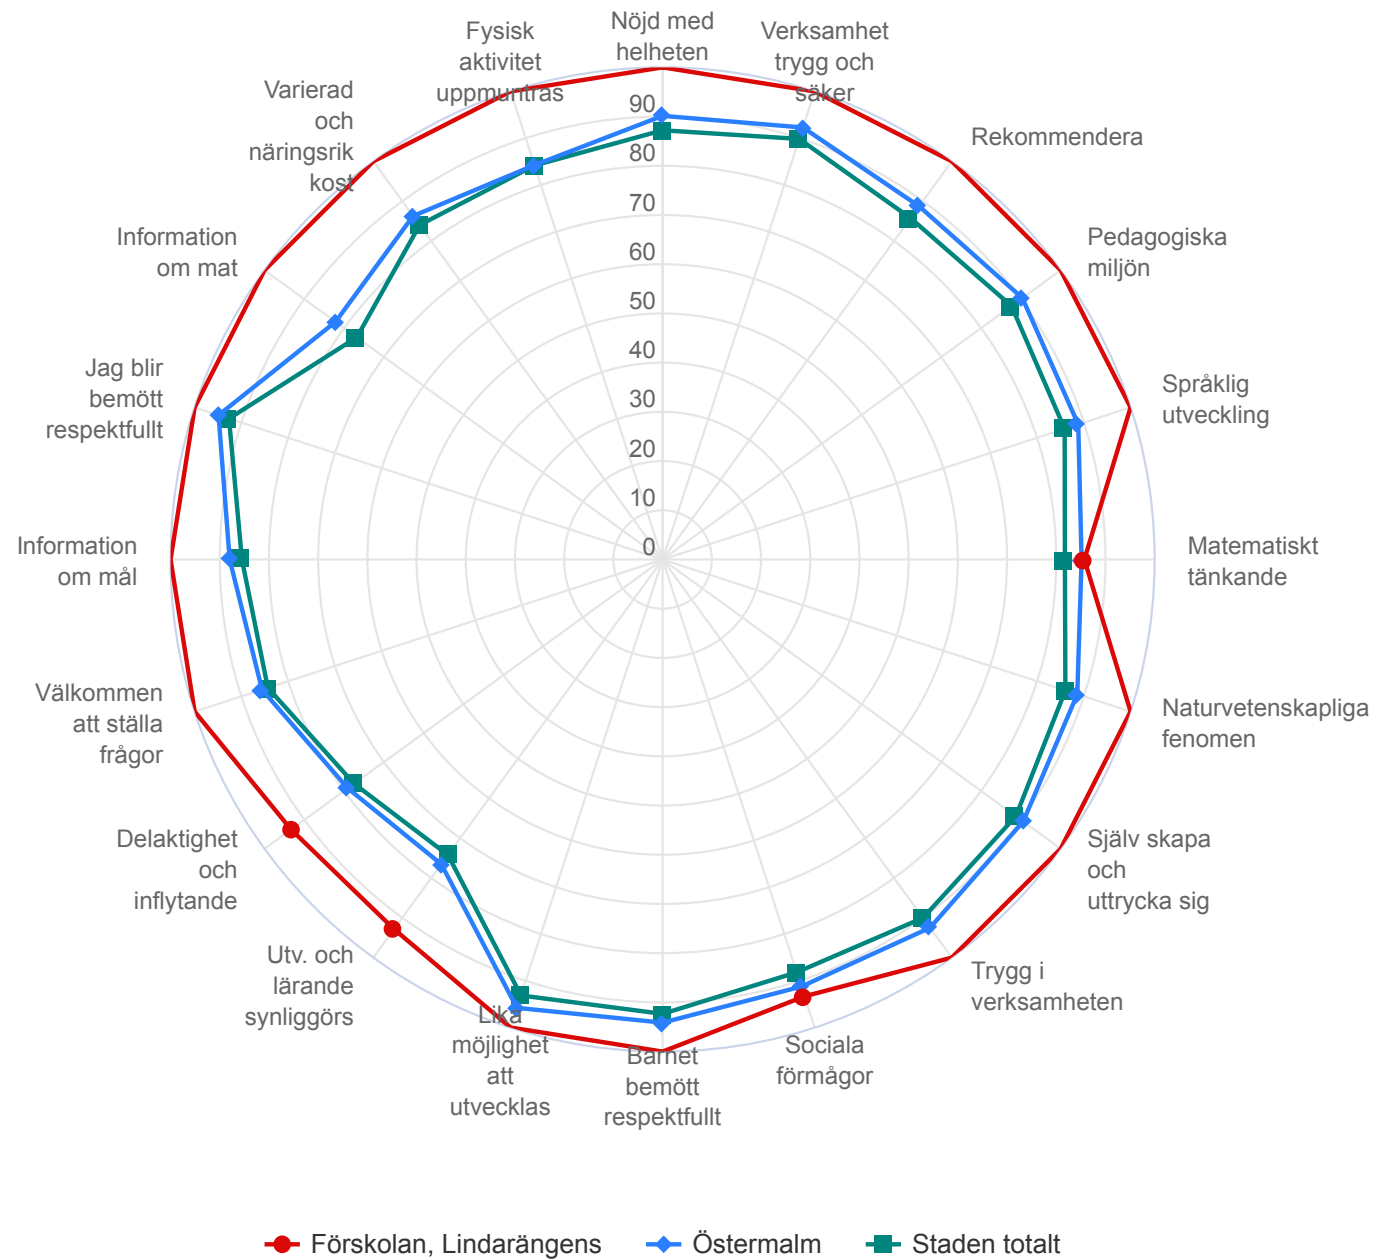 Nöjd med
helheten
Verksamhet
trygg och
säker
Rekommendera
Pedagogiska
miljön
Språklig
utveckling
Matematiskt
tänkande
Naturvetenskapliga
fenomen
Själv skapa
och
uttrycka sig
Trygg i
verksamheten
Sociala
förmågor
Barnet
bemött
respektfullt
Lika
möjlighet
att
utvecklas
Utv. och
lärande
synliggörs
Delaktighet
och
inflytande
Välkommen
att ställa
frågor
Information
om mål
Jag blir
bemött
respektfullt
Information
om mat
Varierad
och
näringsrik
kost
Fysisk
aktivitet
uppmuntras
90
80
70
60
50
40
30
20
10
0
Förskolan, Lindarängens
Östermalm
Staden totalt